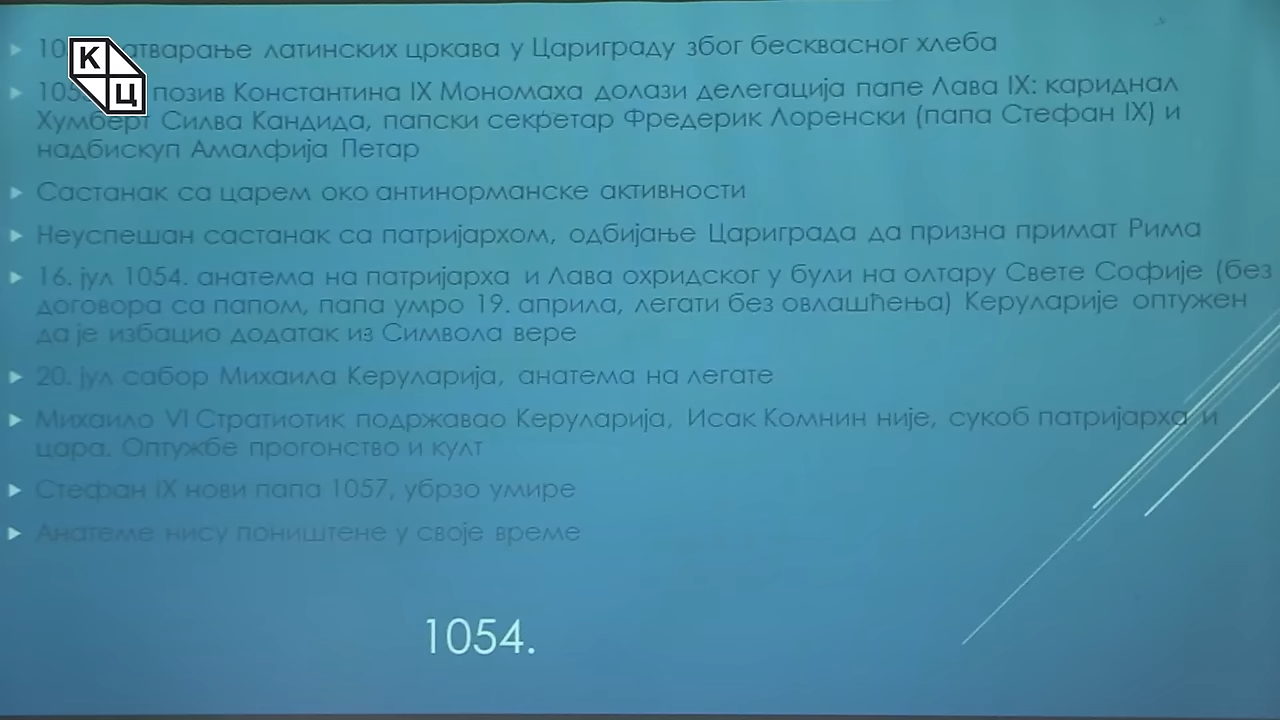 К
Ц
латинских цркава у Цариграду због бесквасног хлеба
позив Константина IX Мономаха долази делегација папе Лава IX: кариднал
Хумберт Силва Кандида, папски секретар Фредерик Лоренски (папа Стефан IX) и
надбискуп Амалфија Петар
Састанак са царем око антинорманске активности
Неуспешан састанак са патријархом, одбијање Цариграда да призна примат Рима
16. јул 1054. анатема на патријарха и Лава охридског у були на олтару Свете Софије (без
договора са папом, папа умро 19. априла, легати без овлашћења) Керуларије оптужен
да је избацио додатак из Символа вере
20. јул сабор Михаила Керуларија, анатема на легате
Михаило VI Стратиотик подржавао Керуларија, Исак Комнин није, сукоб патријарха и
цара. Оптужбе прогонство и култ
Стефан IX нови папа 1057, убрзо умире
Анатеме нису поништене у своје време
1054.